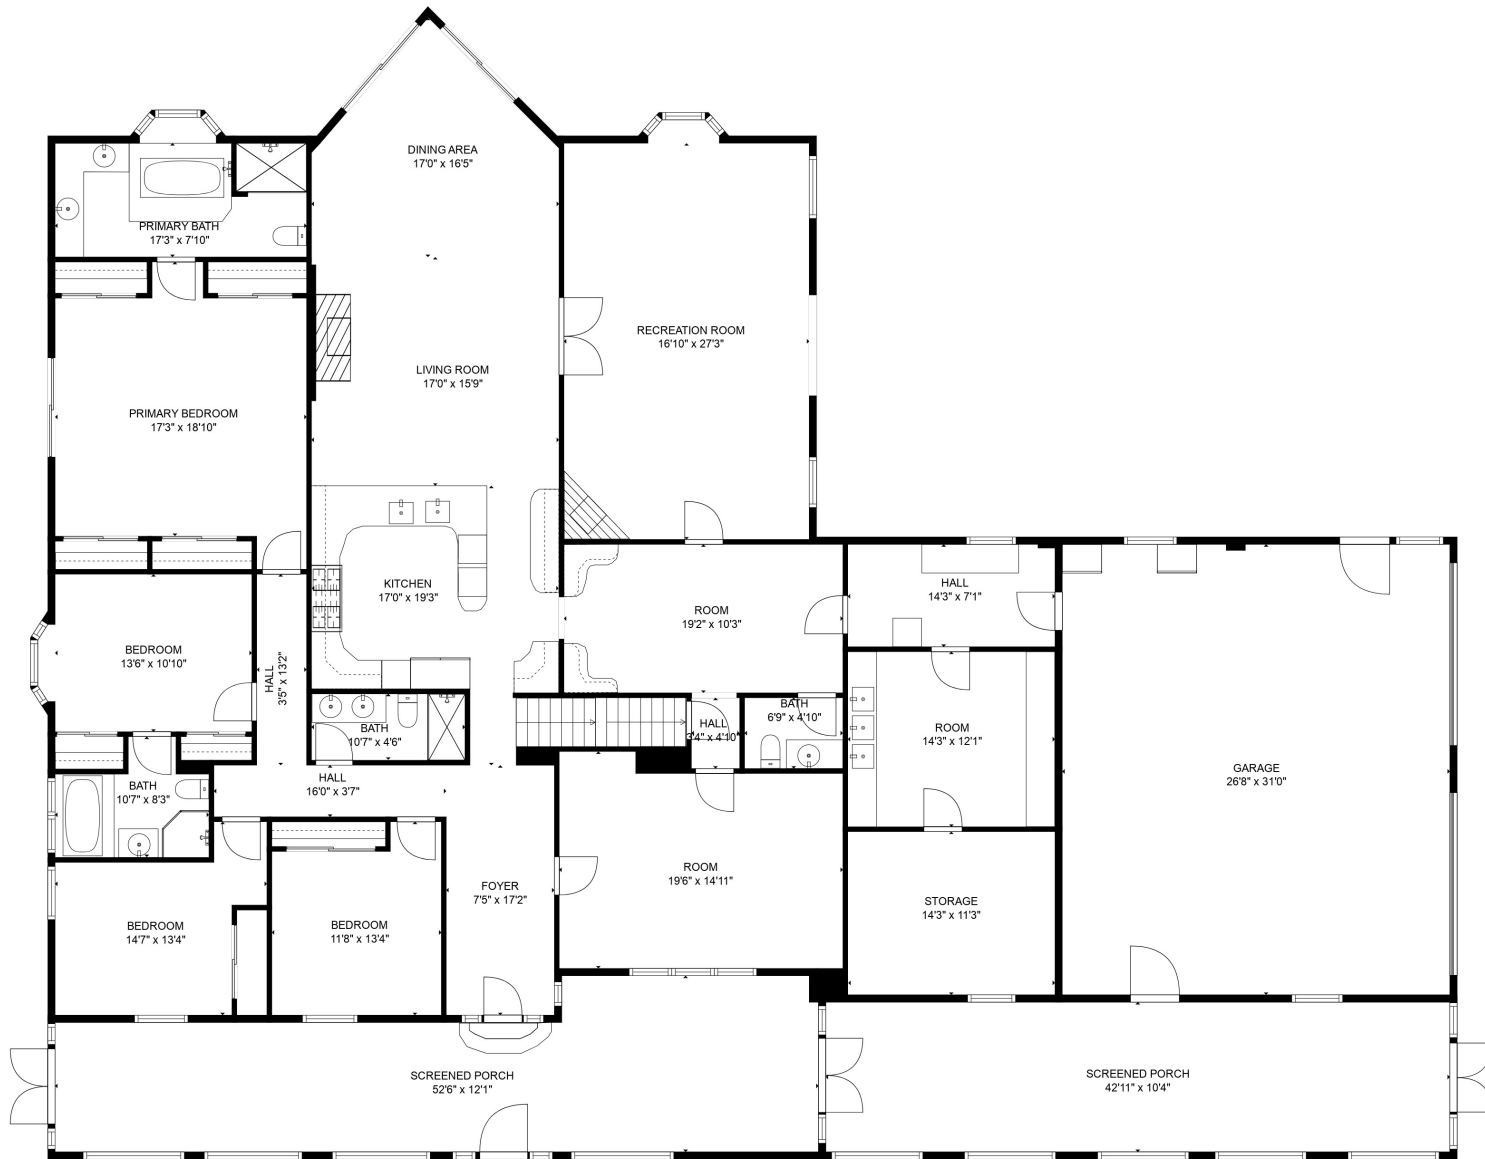 DINING AREA
17'0" x 16'5"
PRIMARY BATH
17'3" x 7'10"
RECREATION ROOM
16'10" x 27'3"
LIVING ROOM
17'0" x 15'9"
PRIMARY BEDROOM
17'3" x 18'10"
KITCHEN
17'0" x 19'3"
HALL
14'3" x 7'1"
ROOM
19'2" x 10'3"
BEDROOM
13'6" x 10'10"
HALL
3'5" x 13'2"
BATH
10'7" x 4'6"
HALL
3'4" x 4'10"
BATH
6'9" x 4'10"
ROOM
14'3" x 12'1"
GARAGE
26'8" x 31'0"
HALL
16'0" x 3'7"
BATH
10'7" x 8'3"
ROOM
19'6" x 14'11"
FOYER
7'5" x 17'2"
STORAGE
14'3" x 11'3"
BEDROOM
14'7" x 13'4"
BEDROOM
11'8" x 13'4"
SCREENED PORCH
52'6" x 12'1"
SCREENED PORCH
42'11" x 10'4"